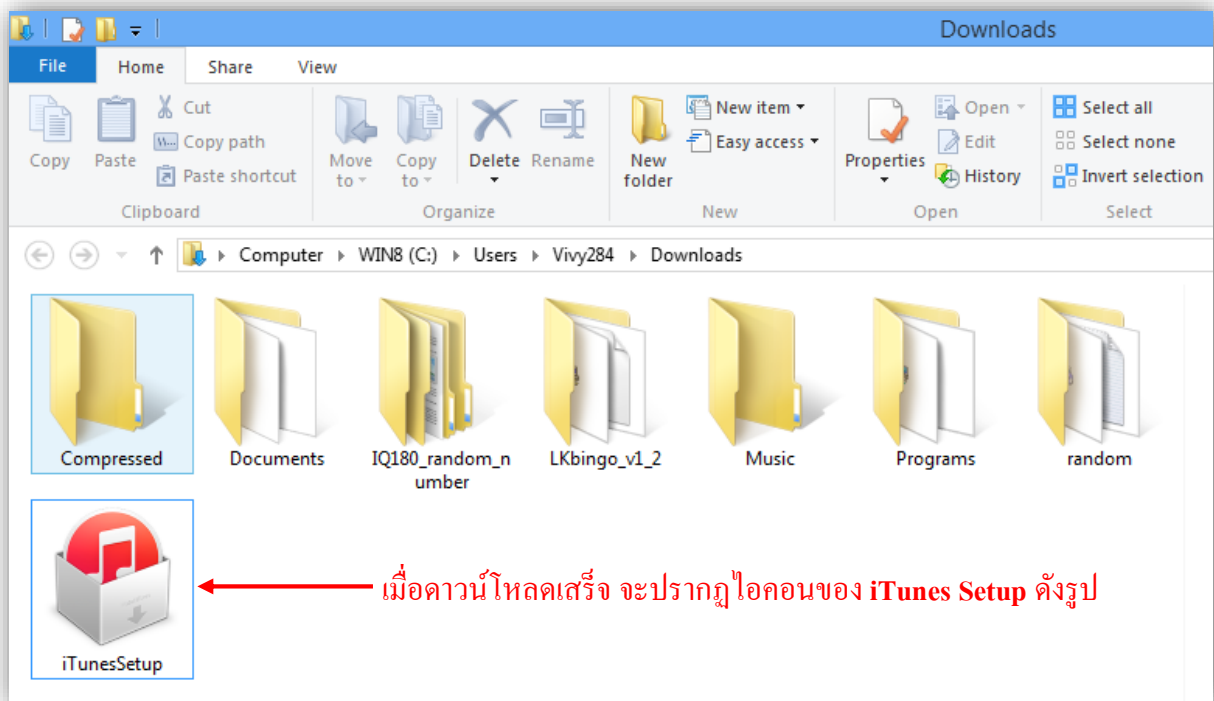 Downloads
File Home Share View
Copy
Paste
Cut
Copy path
Paste shortcut
Clipboard
Move to
Copy to
Delete
Rename
Organize
New folder
New item
Easy access
New
Properties
Open
Edit
History
Open
Select all
Select none
Invert selection
Select
Computer WIN8 (C:) Users Vivy284 Downloads
Compressed Documents IQ180_random_n LKbingo_v1_2 Music Programs random
umber
เมื่อดาวน์โหลดเสร็จ จะปรากฏไอคอนของ iTunes Setup ดังรูป
iTunesSetup